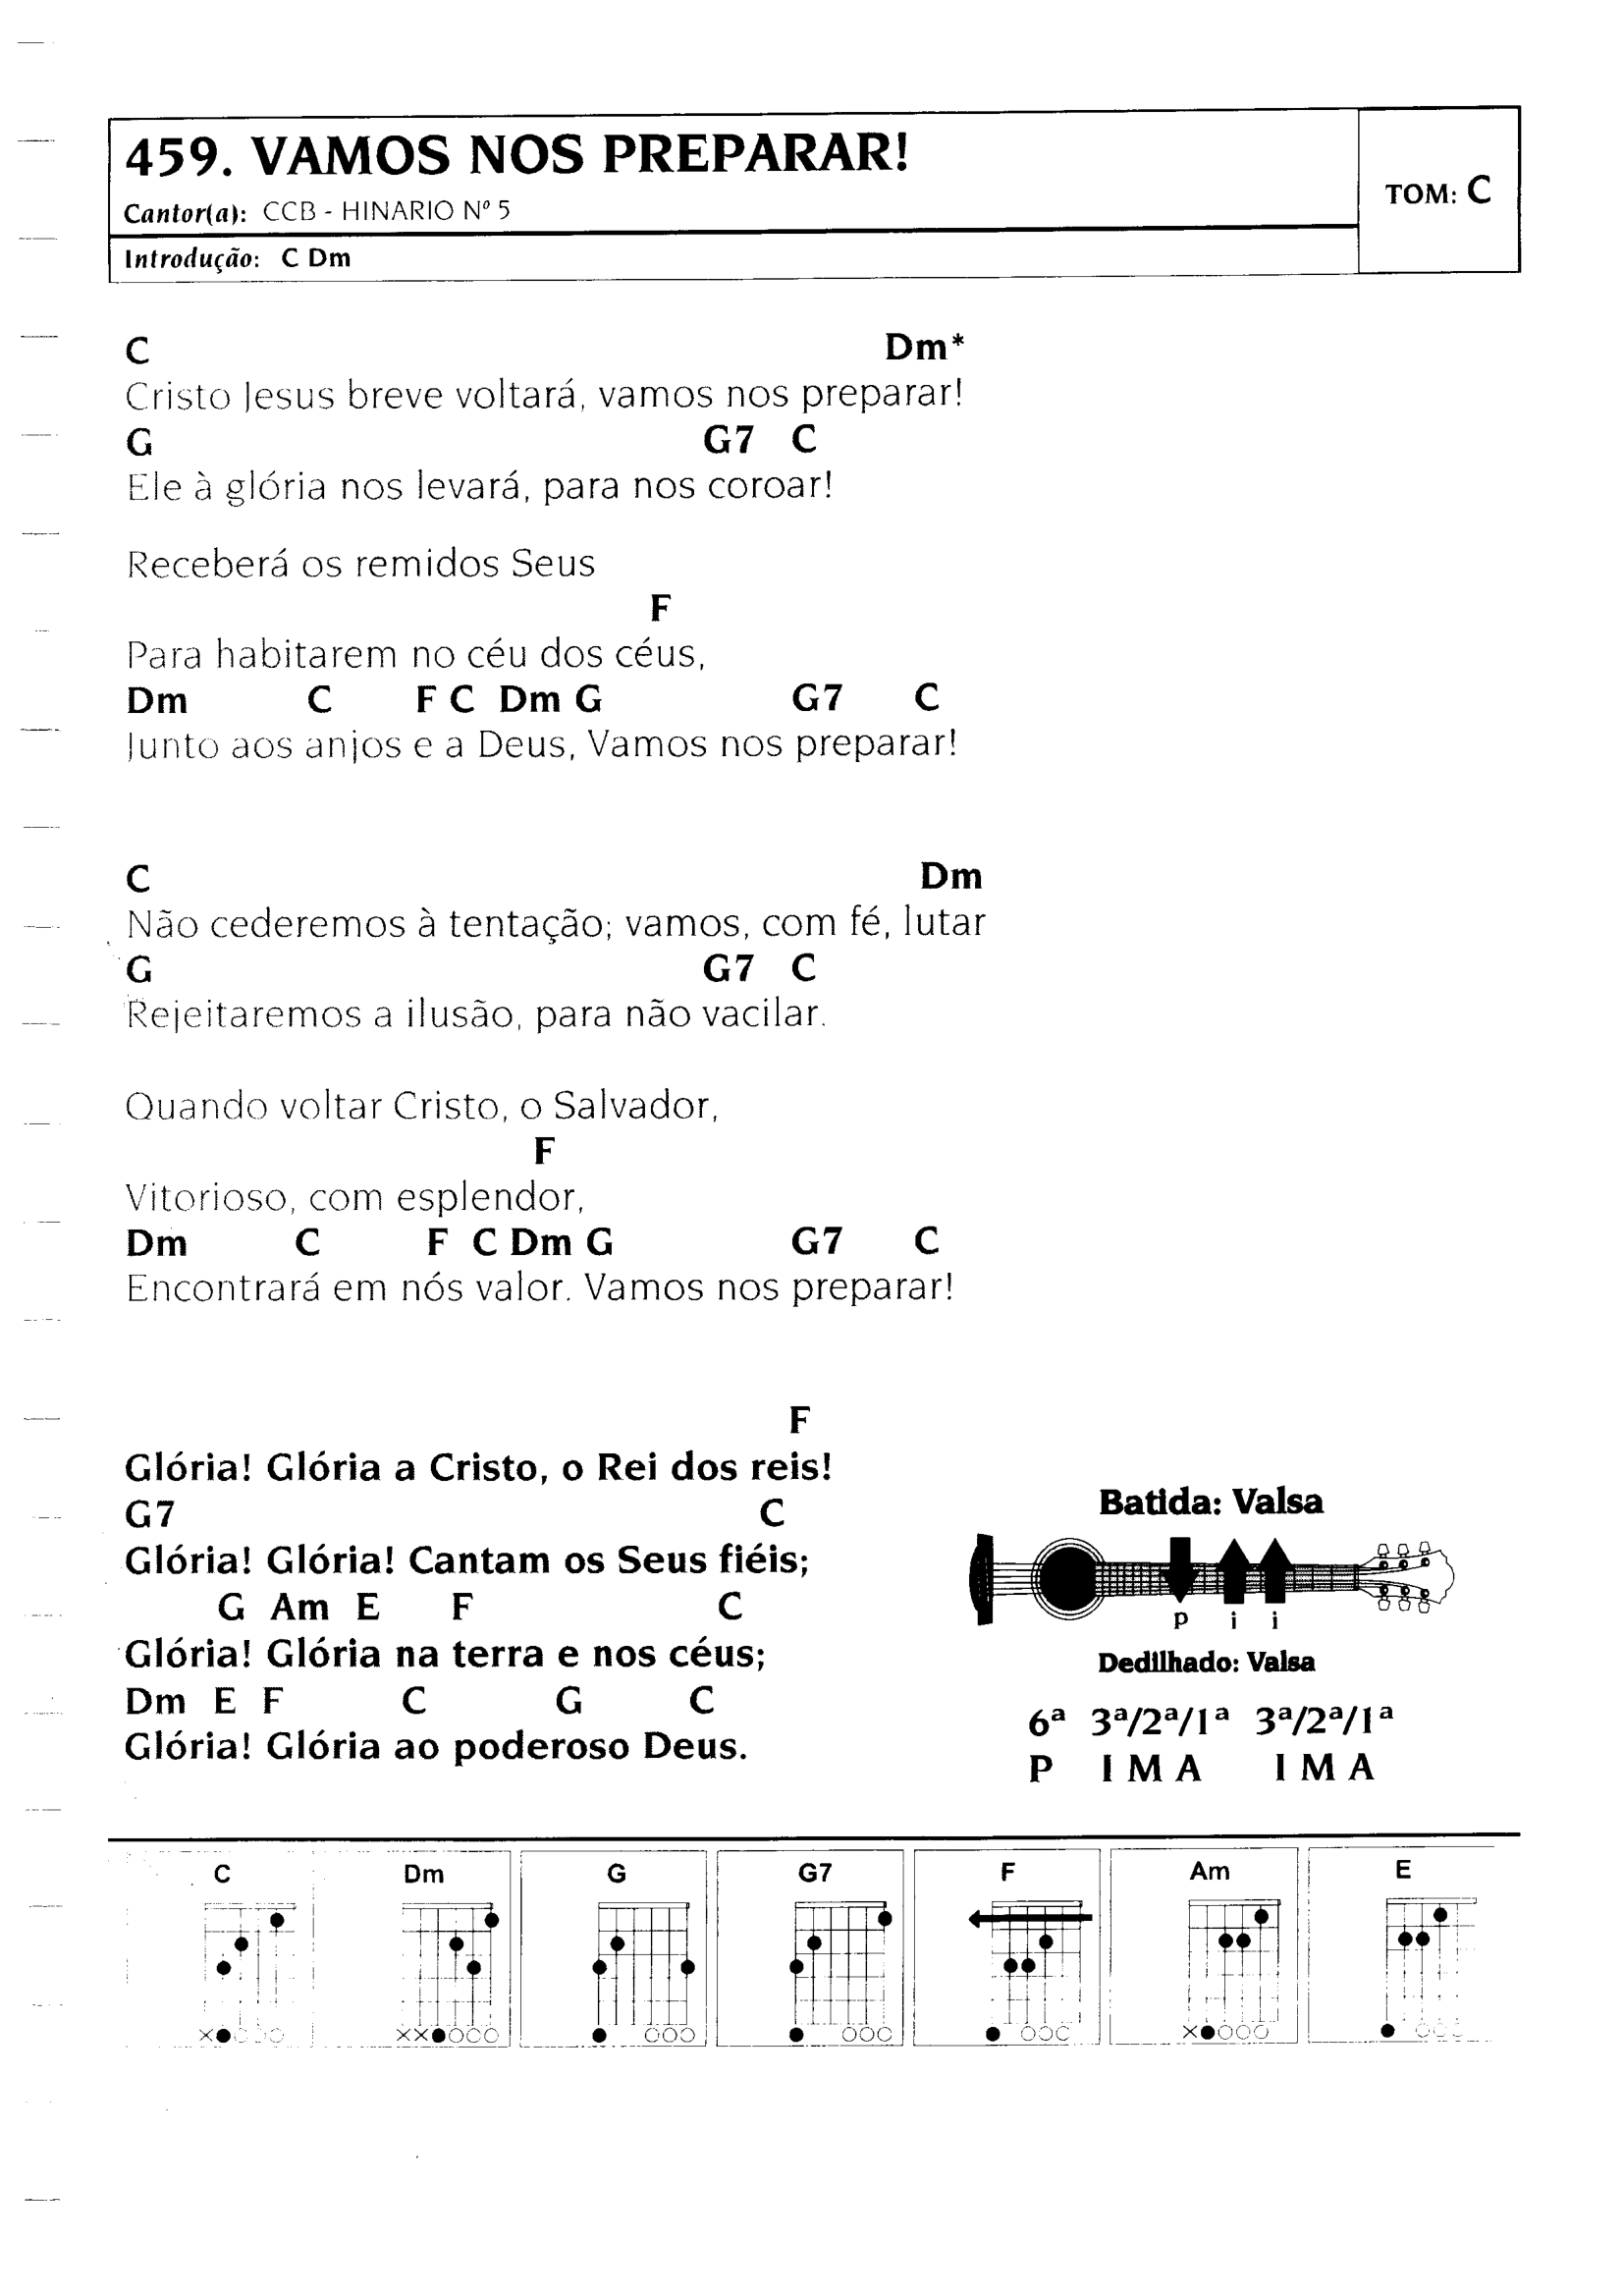 459. VAMOS NOS PREPARAR!
Cantor(a): CCB - HINARIO Nº 5
TOM: C
Introdução: C Dm
C Dm*
Cristo Jesus breve voltará, vamos nos preparar!
G G7 C
Ele à glória nos levará, para nos coroar!
Receberá os remidos Seus
F
Para habitarem no céu dos céus,
Dm C F C Dm G G7 C
Junto aos anjos e a Deus, Vamos nos preparar!
C Dm
Não cederemos à tentação; vamos, com fé, lutar
G G7 C
Rejeitaremos a ilusão, para não vacilar.
Quando voltar Cristo, o Salvador,
F
Vitorioso, com esplendor,
Dm C F C Dm G G7 C
Encontrará em nós valor. Vamos nos preparar!
F
Glória! Glória a Cristo, o Rei dos reis!
G7 C
Glória! Glória! Cantam os Seus fiéis;
G Am E F C
Glória! Glória na terra e nos céus;
Dm E F C G C
Glória! Glória ao poderoso Deus.
Batida: Valsa
p i i
Dedilhado: Valsa
6ª 3ª/2ª/1ª 3ª/2ª/1ª
P I M A I M A
C Dm G G7 F Am E